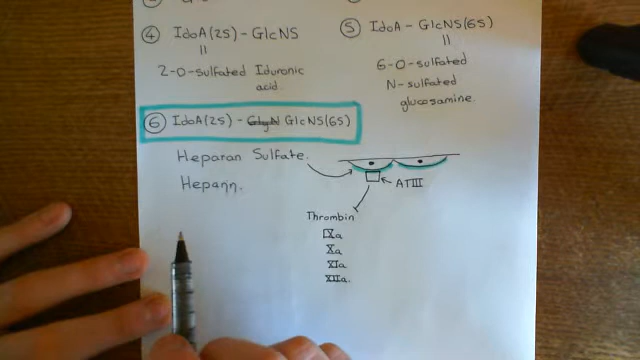 ④ IdoA(2S) - GlcNS
=
2-O-sulfated Iduronic
acid.
⑤ IdoA - GlcNS(6S)
=
6-O-sulfated
N-sulfated
glucosamine.
⑥ IdoA(2S) - GlcNS(6S)
Heparan Sulfate.
Heparin.
ATIII
Thrombin
IXa
Xa
XIa
XIIa.